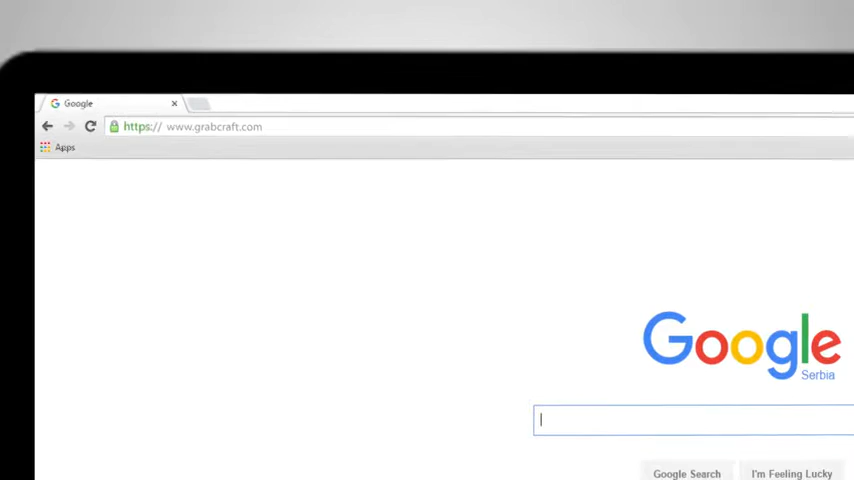 Google
https:// www.grabcraft.com
Apps
Google
Serbia
Google Search
I'm Feeling Lucky